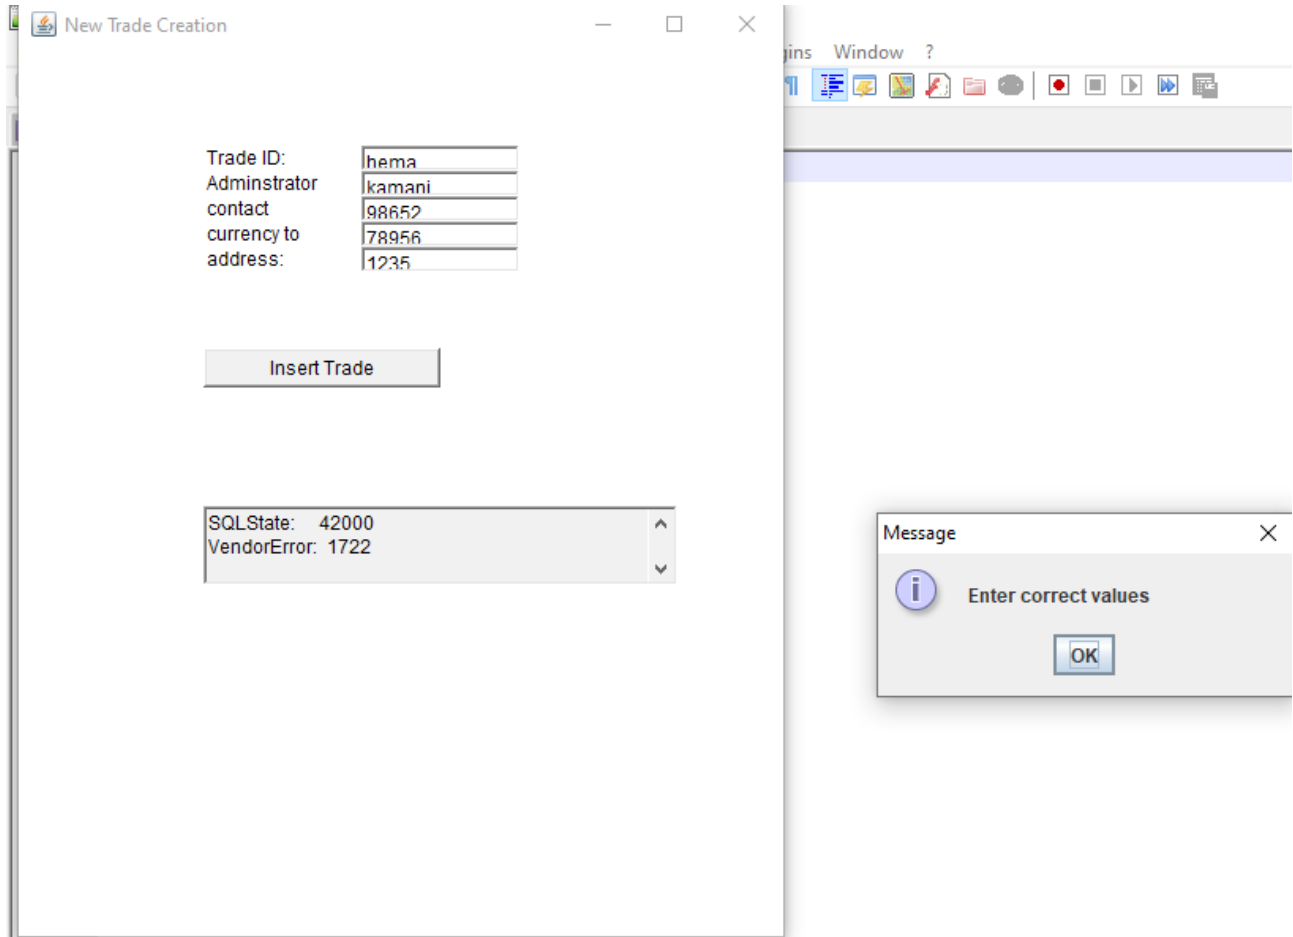 New Trade Creation
gins Window ?
Trade ID: hema
Adminstrator kamani
contact 98652
currency to 78956
address: 1235
Insert Trade
SQLState: 42000
VendorError: 1722
Message
Enter correct values
OK